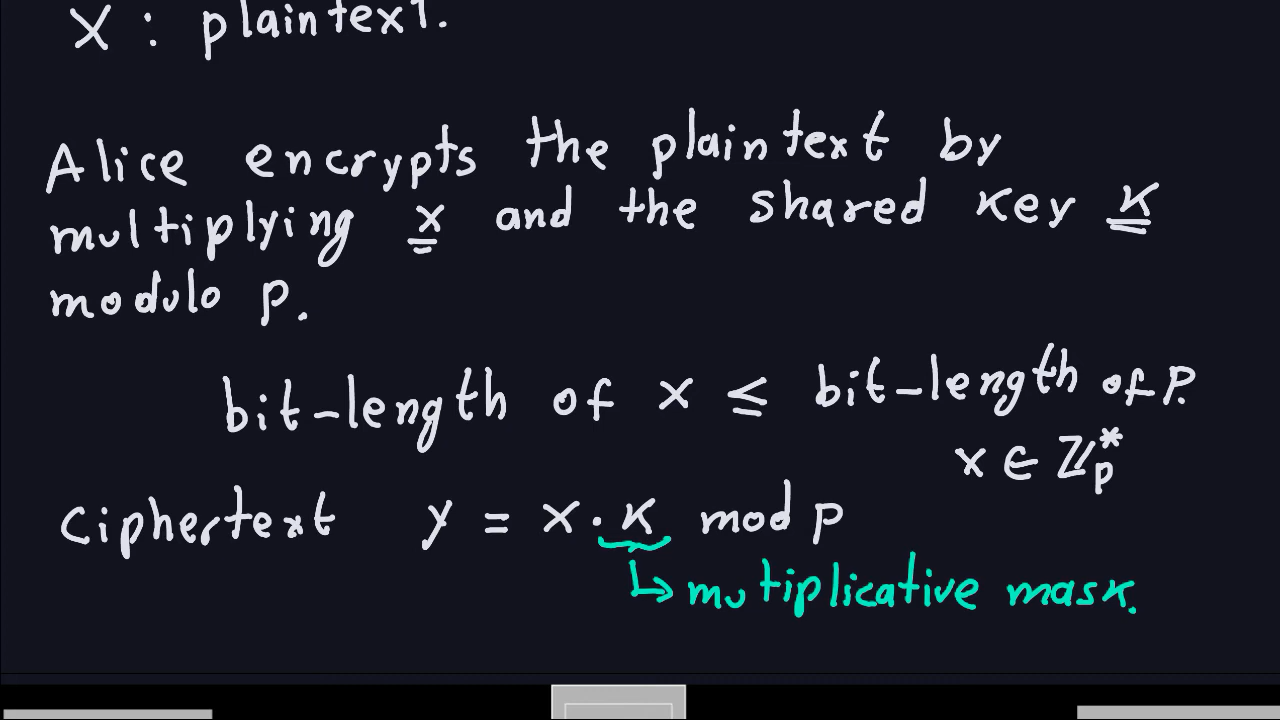 X : plaintext.
Alice encrypts the plaintext by
multiplying x and the shared key K
modulo p.
bit-length of x ≤ bit-length of p.
x ∈ ℤp*
Ciphertext y = x · K mod p
↳ multiplicative mask.